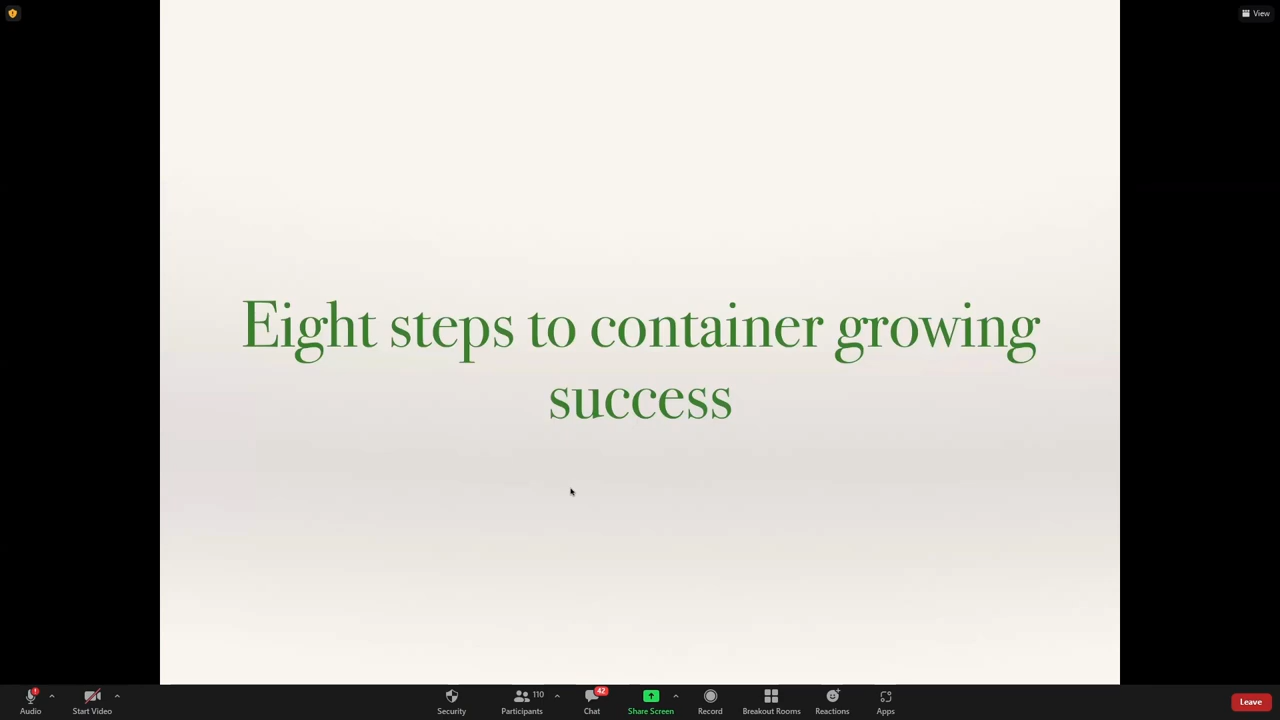 View
Eight steps to container growing
success
110
42
Audio
Start Video
Security
Participants
Chat
Share Screen
Record
Breakout Rooms
Reactions
Apps
Leave